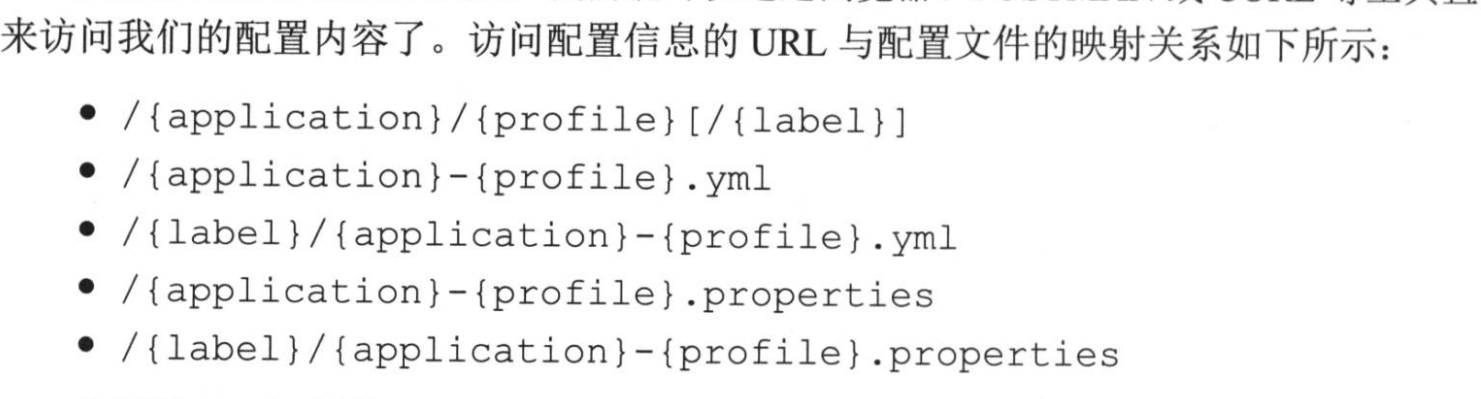 来访问我们的配置内容了。访问配置信息的 URL 与配置文件的映射关系如下所示：
• /{application}/{profile}[/{label}]
• /{application}-{profile}.yml
• /{label}/{application}-{profile}.yml
• /{application}-{profile}.properties
• /{label}/{application}-{profile}.properties